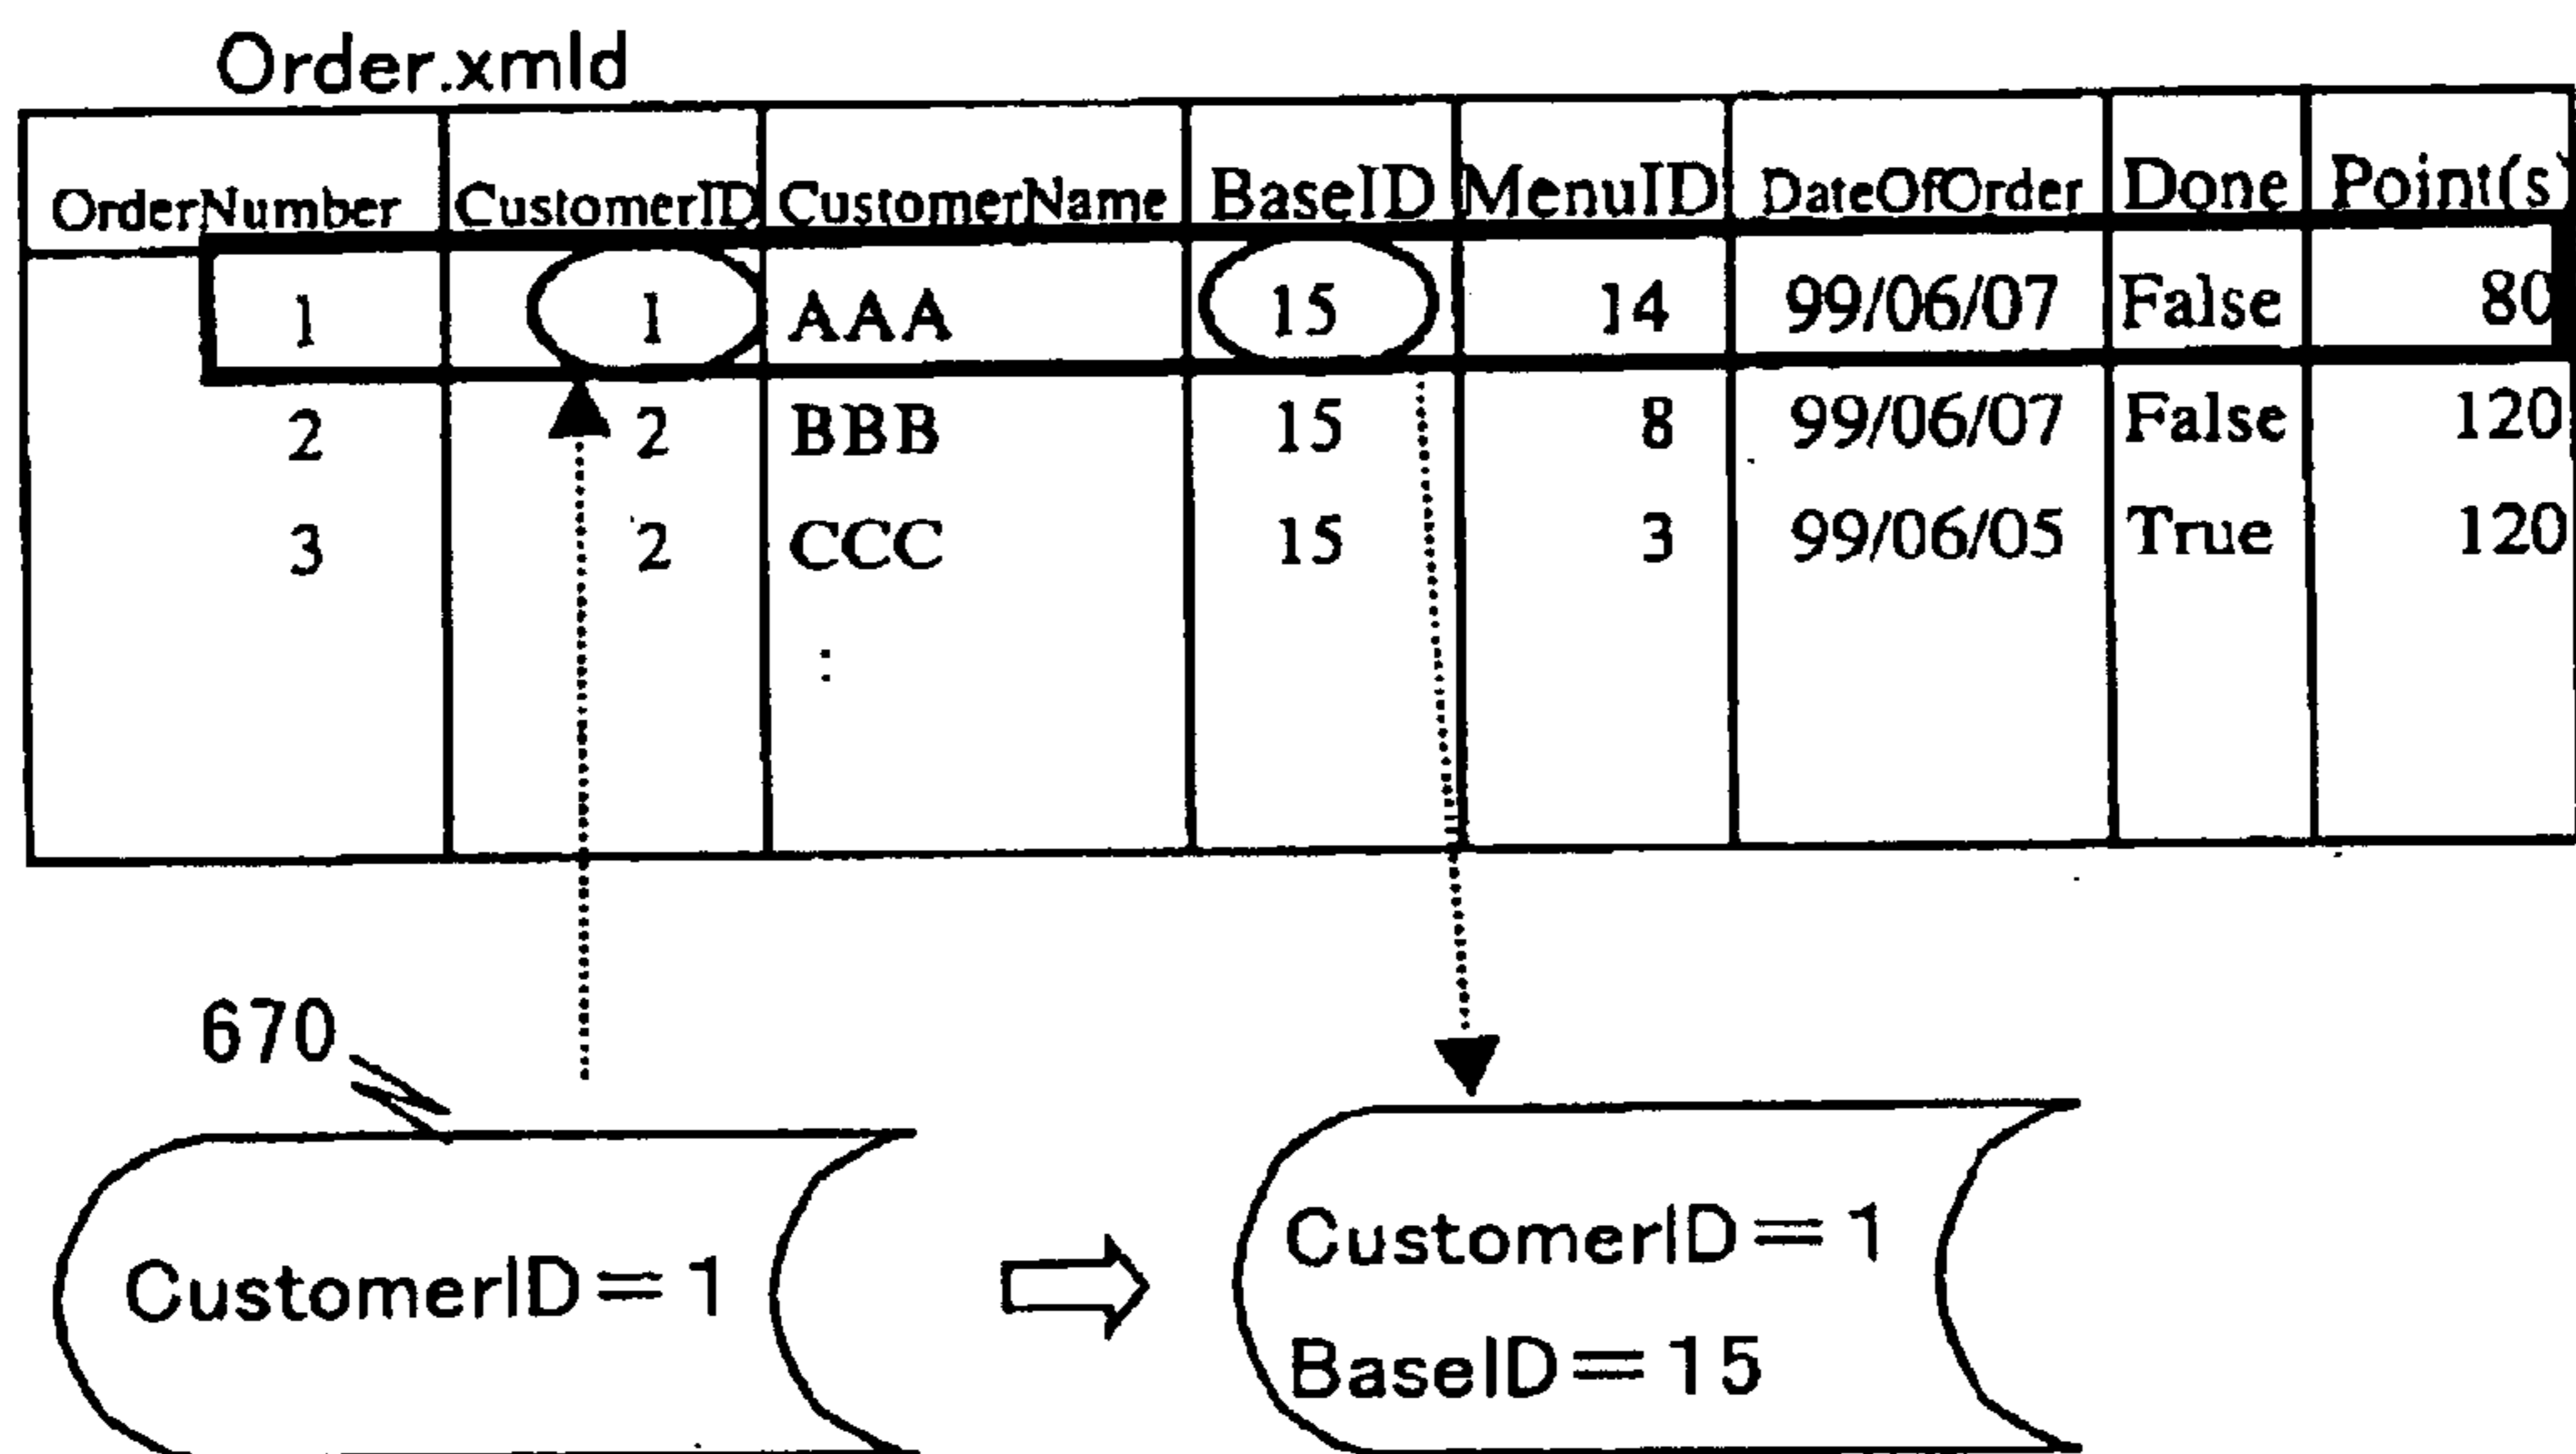 Order.xmld
OrderNumber CustomerID CustomerName BaseID MenuID DateOfOrder Done Point(s)
1 1 AAA 15 14 99/06/07 False 80
2 2 BBB 15 8 99/06/07 False 120
3 2 CCC 15 3 99/06/05 True 120
:
670
CustomerID=1
CustomerID=1
BaseID=15